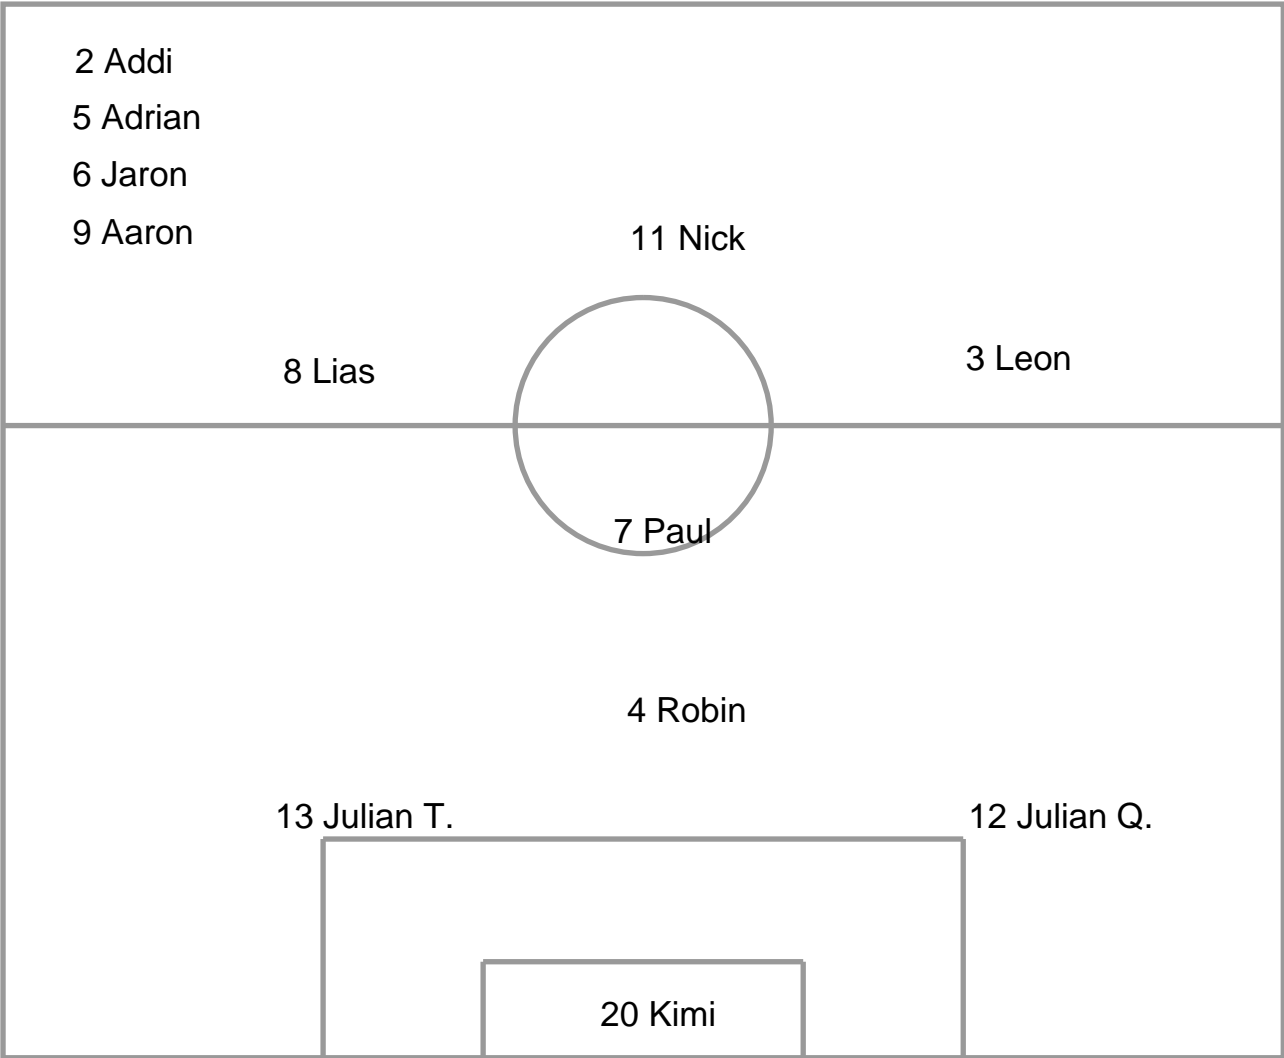 2 Addi
5 Adrian
6 Jaron
9 Aaron
11 Nick
8 Lias
3 Leon
7 Paul
4 Robin
13 Julian T.
12 Julian Q.
20 Kimi